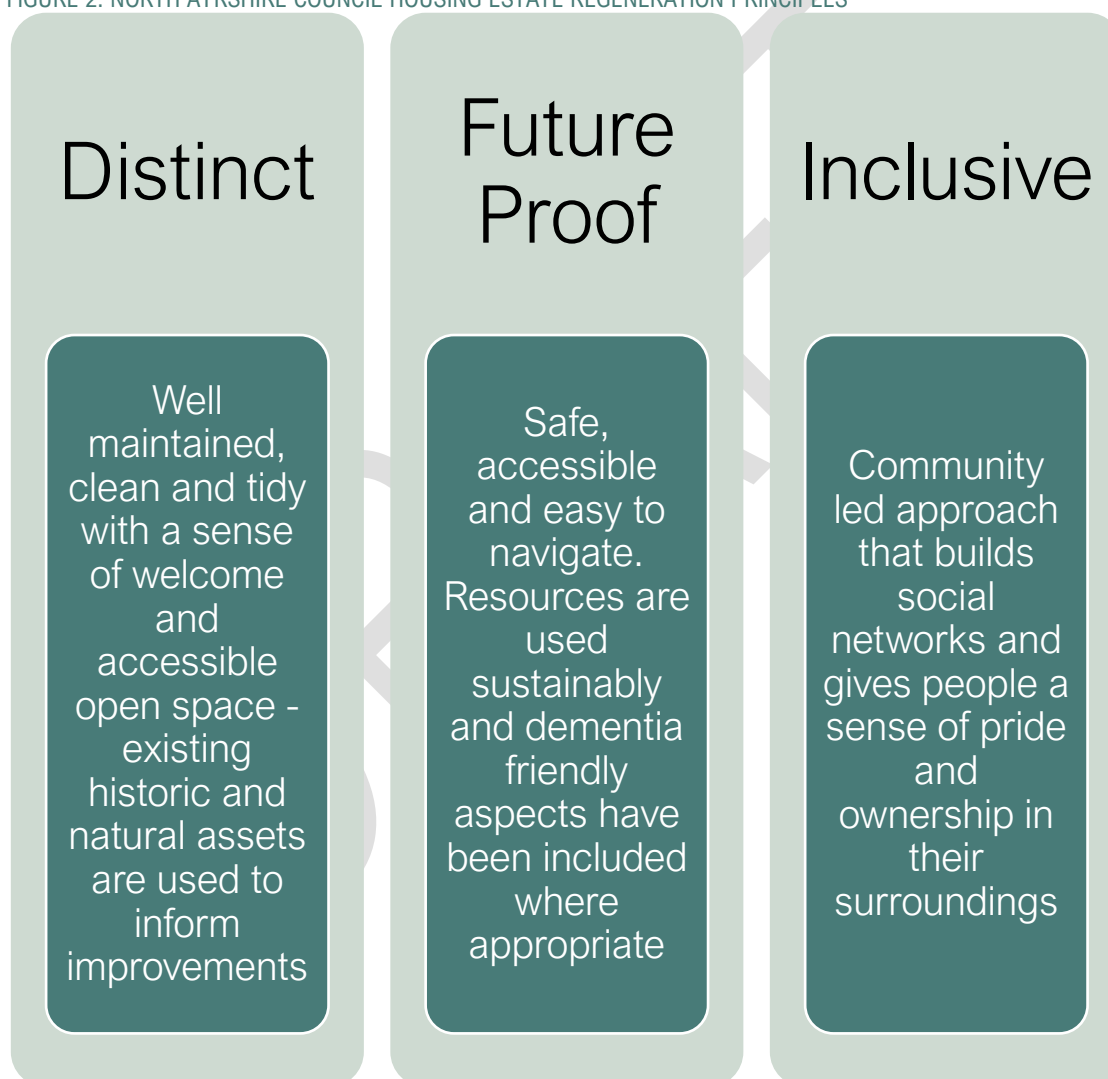 FIGURE 2: NORTH AYRSHIRE COUNCIL HOUSING ESTATE REGENERATION PRINCIPLES
Distinct
Well
maintained,
clean and tidy
with a sense
of welcome
and
accessible
open space -
existing
historic and
natural assets
are used to
inform
improvements
Future
Proof
Safe,
accessible
and easy to
navigate.
Resources are
used
sustainably
and dementia
friendly
aspects have
been included
where
appropriate
Inclusive
Community
led approach
that builds
social
networks and
gives people a
sense of pride
and
ownership in
their
surroundings